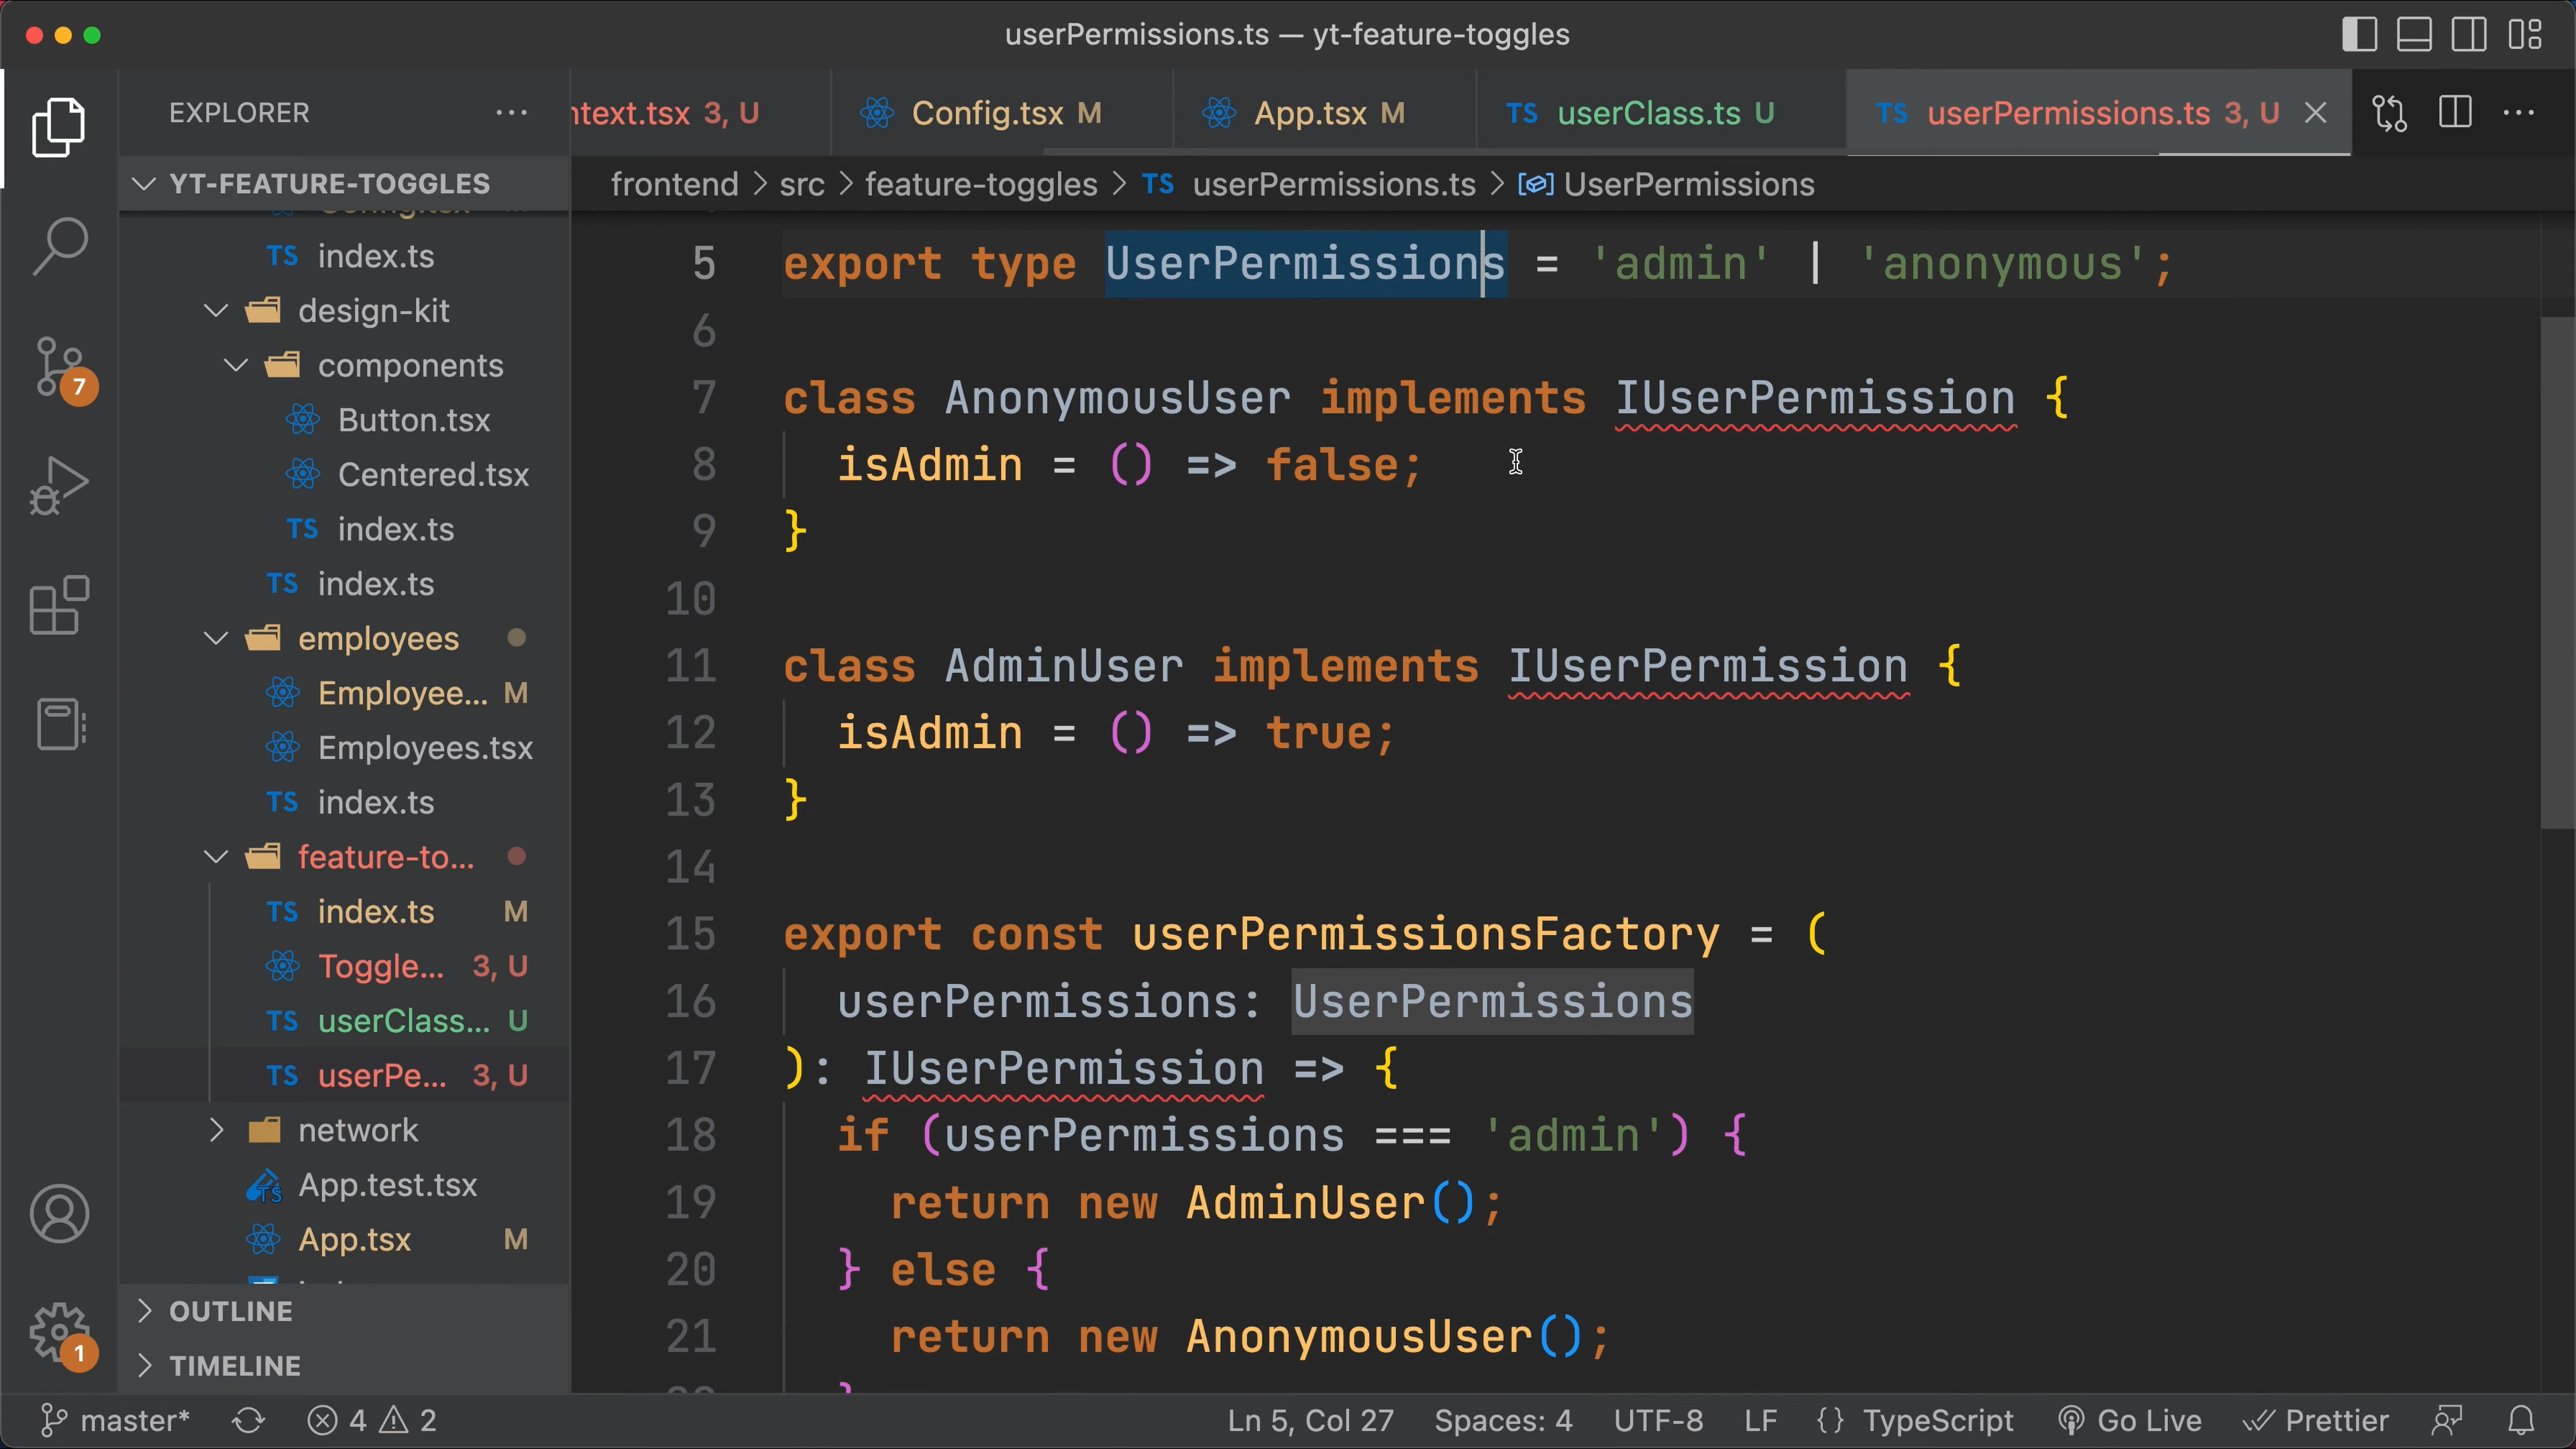 userPermissions.ts — yt-feature-toggles
EXPLORER
ntext.tsx 3, U
Config.tsx M
App.tsx M
TS userClass.ts U
TS userPermissions.ts 3, U
YT-FEATURE-TOGGLES
frontend > src > feature-toggles > TS userPermissions.ts > UserPermissions
Config.tsx
TS index.ts
design-kit
components
Button.tsx
Centered.tsx
TS index.ts
TS index.ts
employees
Employee... M
Employees.tsx
TS index.ts
feature-to...
TS index.ts M
Toggle... 3, U
TS userClass... U
TS userPe... 3, U
network
App.test.tsx
App.tsx M
OUTLINE
TIMELINE
7
1
5 export type UserPermissions = 'admin' | 'anonymous';
6
7 class AnonymousUser implements IUserPermission {
8 isAdmin = () => false;
9 }
10
11 class AdminUser implements IUserPermission {
12 isAdmin = () => true;
13 }
14
15 export const userPermissionsFactory = (
16 userPermissions: UserPermissions
17 ): IUserPermission => {
18 if (userPermissions === 'admin') {
19 return new AdminUser();
20 } else {
21 return new AnonymousUser();
master* 4 2 Ln 5, Col 27 Spaces: 4 UTF-8 LF {} TypeScript Go Live Prettier